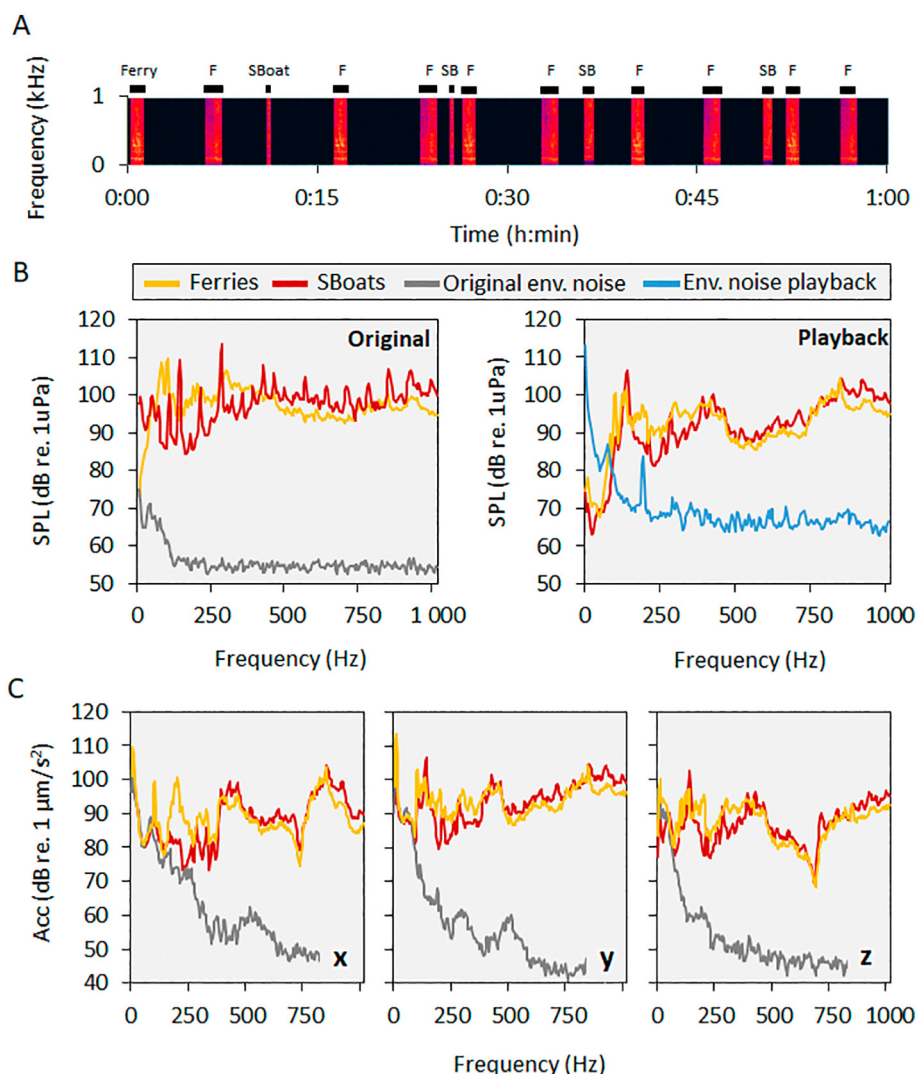 A
Ferry F SBoat F F SB F F SB F F SB F F
Frequency (kHz)
1
0
0:00 0:15 0:30 0:45 1:00
Time (h:min)
B
Ferries SBoats Original env. noise Env. noise playback
Original
SPL (dB re. 1uPa)
120
110
100
90
80
70
60
50
0 250 500 750 1 000
Frequency (Hz)
Playback
SPL (dB re. 1uPa)
120
110
100
90
80
70
60
50
0 250 500 750 1000
Frequency (Hz)
C
Acc (dB re. 1 µm/s²)
120
110
100
90
80
70
60
50
40
x
0 250 500 750
y
0 250 500 750
z
0 250 500 750 1000
Frequency (Hz)